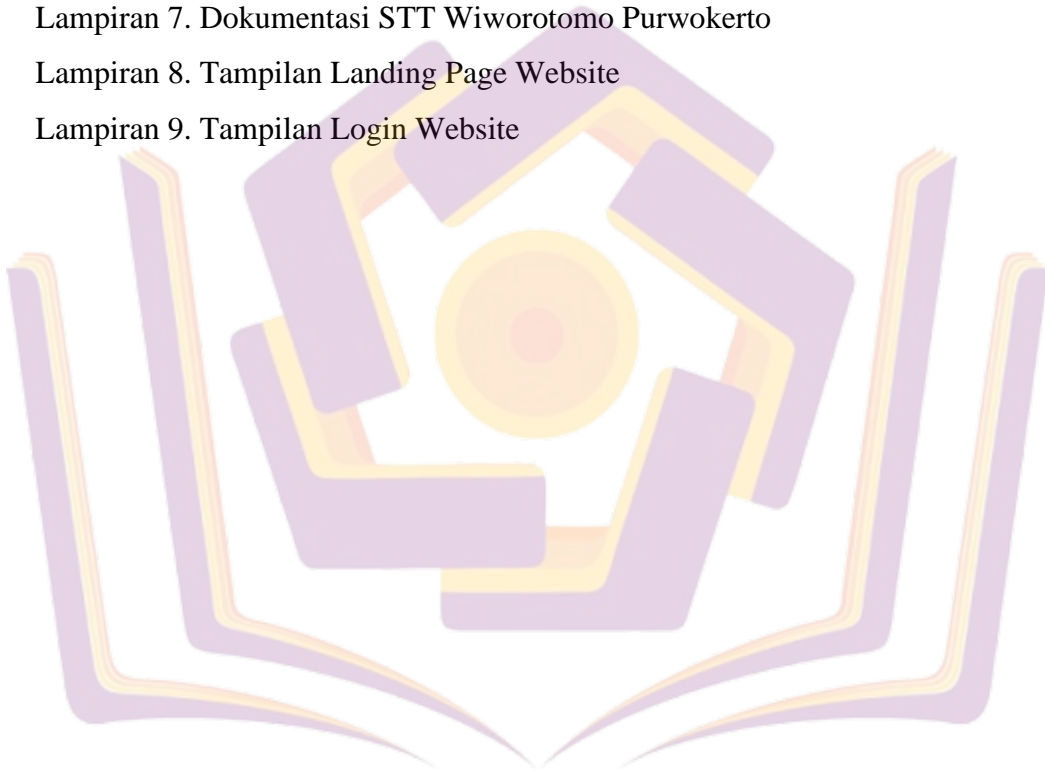 Lampiran 7. Dokumentasi STT Wiworotomo Purwokerto
Lampiran 8. Tampilan Landing Page Website
Lampiran 9. Tampilan Login Website